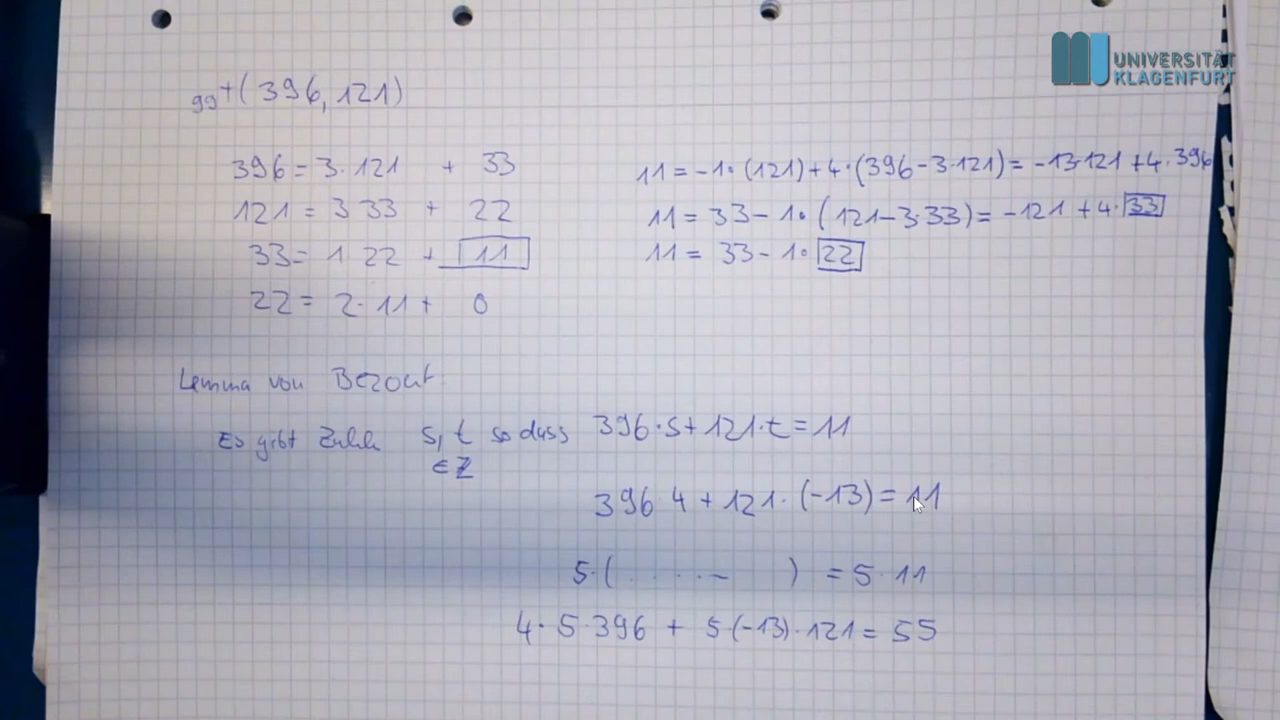 UNIVERSITÄT
KLAGENFURT
ggT(396, 121)
396 = 3·121 + 33
121 = 3 33 + 22
33 = 1·22 + 11
22 = 2·11 + 0
11 = -1·(121) + 4·(396-3·121) = -13·121 + 4·396
11 = 33 - 1·(121-3·33) = -121 + 4·33
11 = 33 - 1·22
Lemma von Bezout
Es gibt Zahlen s, t so dass 396·s + 121·t = 11
∈ ℤ
396 4 + 121·(-13) = 11
5·( . . . . – ) = 5·11
4·5·396 + 5·(-13)·121 = 55